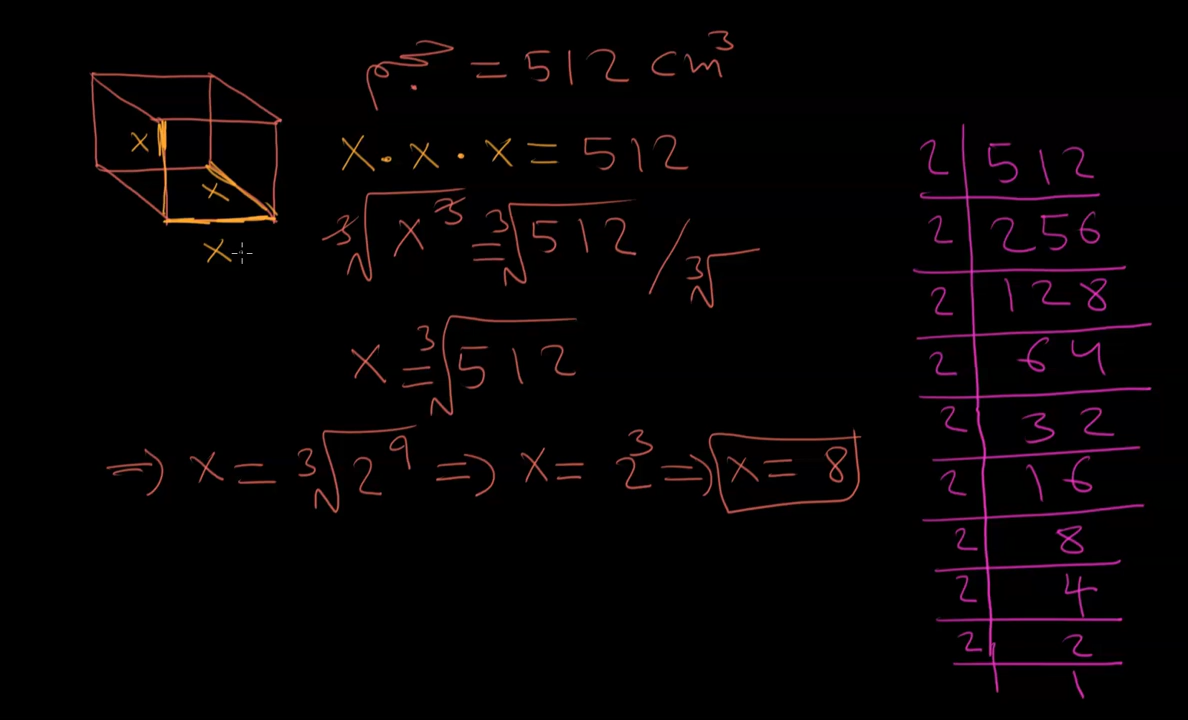 = 512 cm³
x · x · x = 512
∛x³ = ∛512 / ∛
x = ∛512
⇒ x = ∛2⁹ ⇒ x = 2³ ⇒ x = 8
x
x
x
2 | 512
2 | 256
2 | 128
2 | 64
2 | 32
2 | 16
2 | 8
2 | 4
2 | 2
| 1